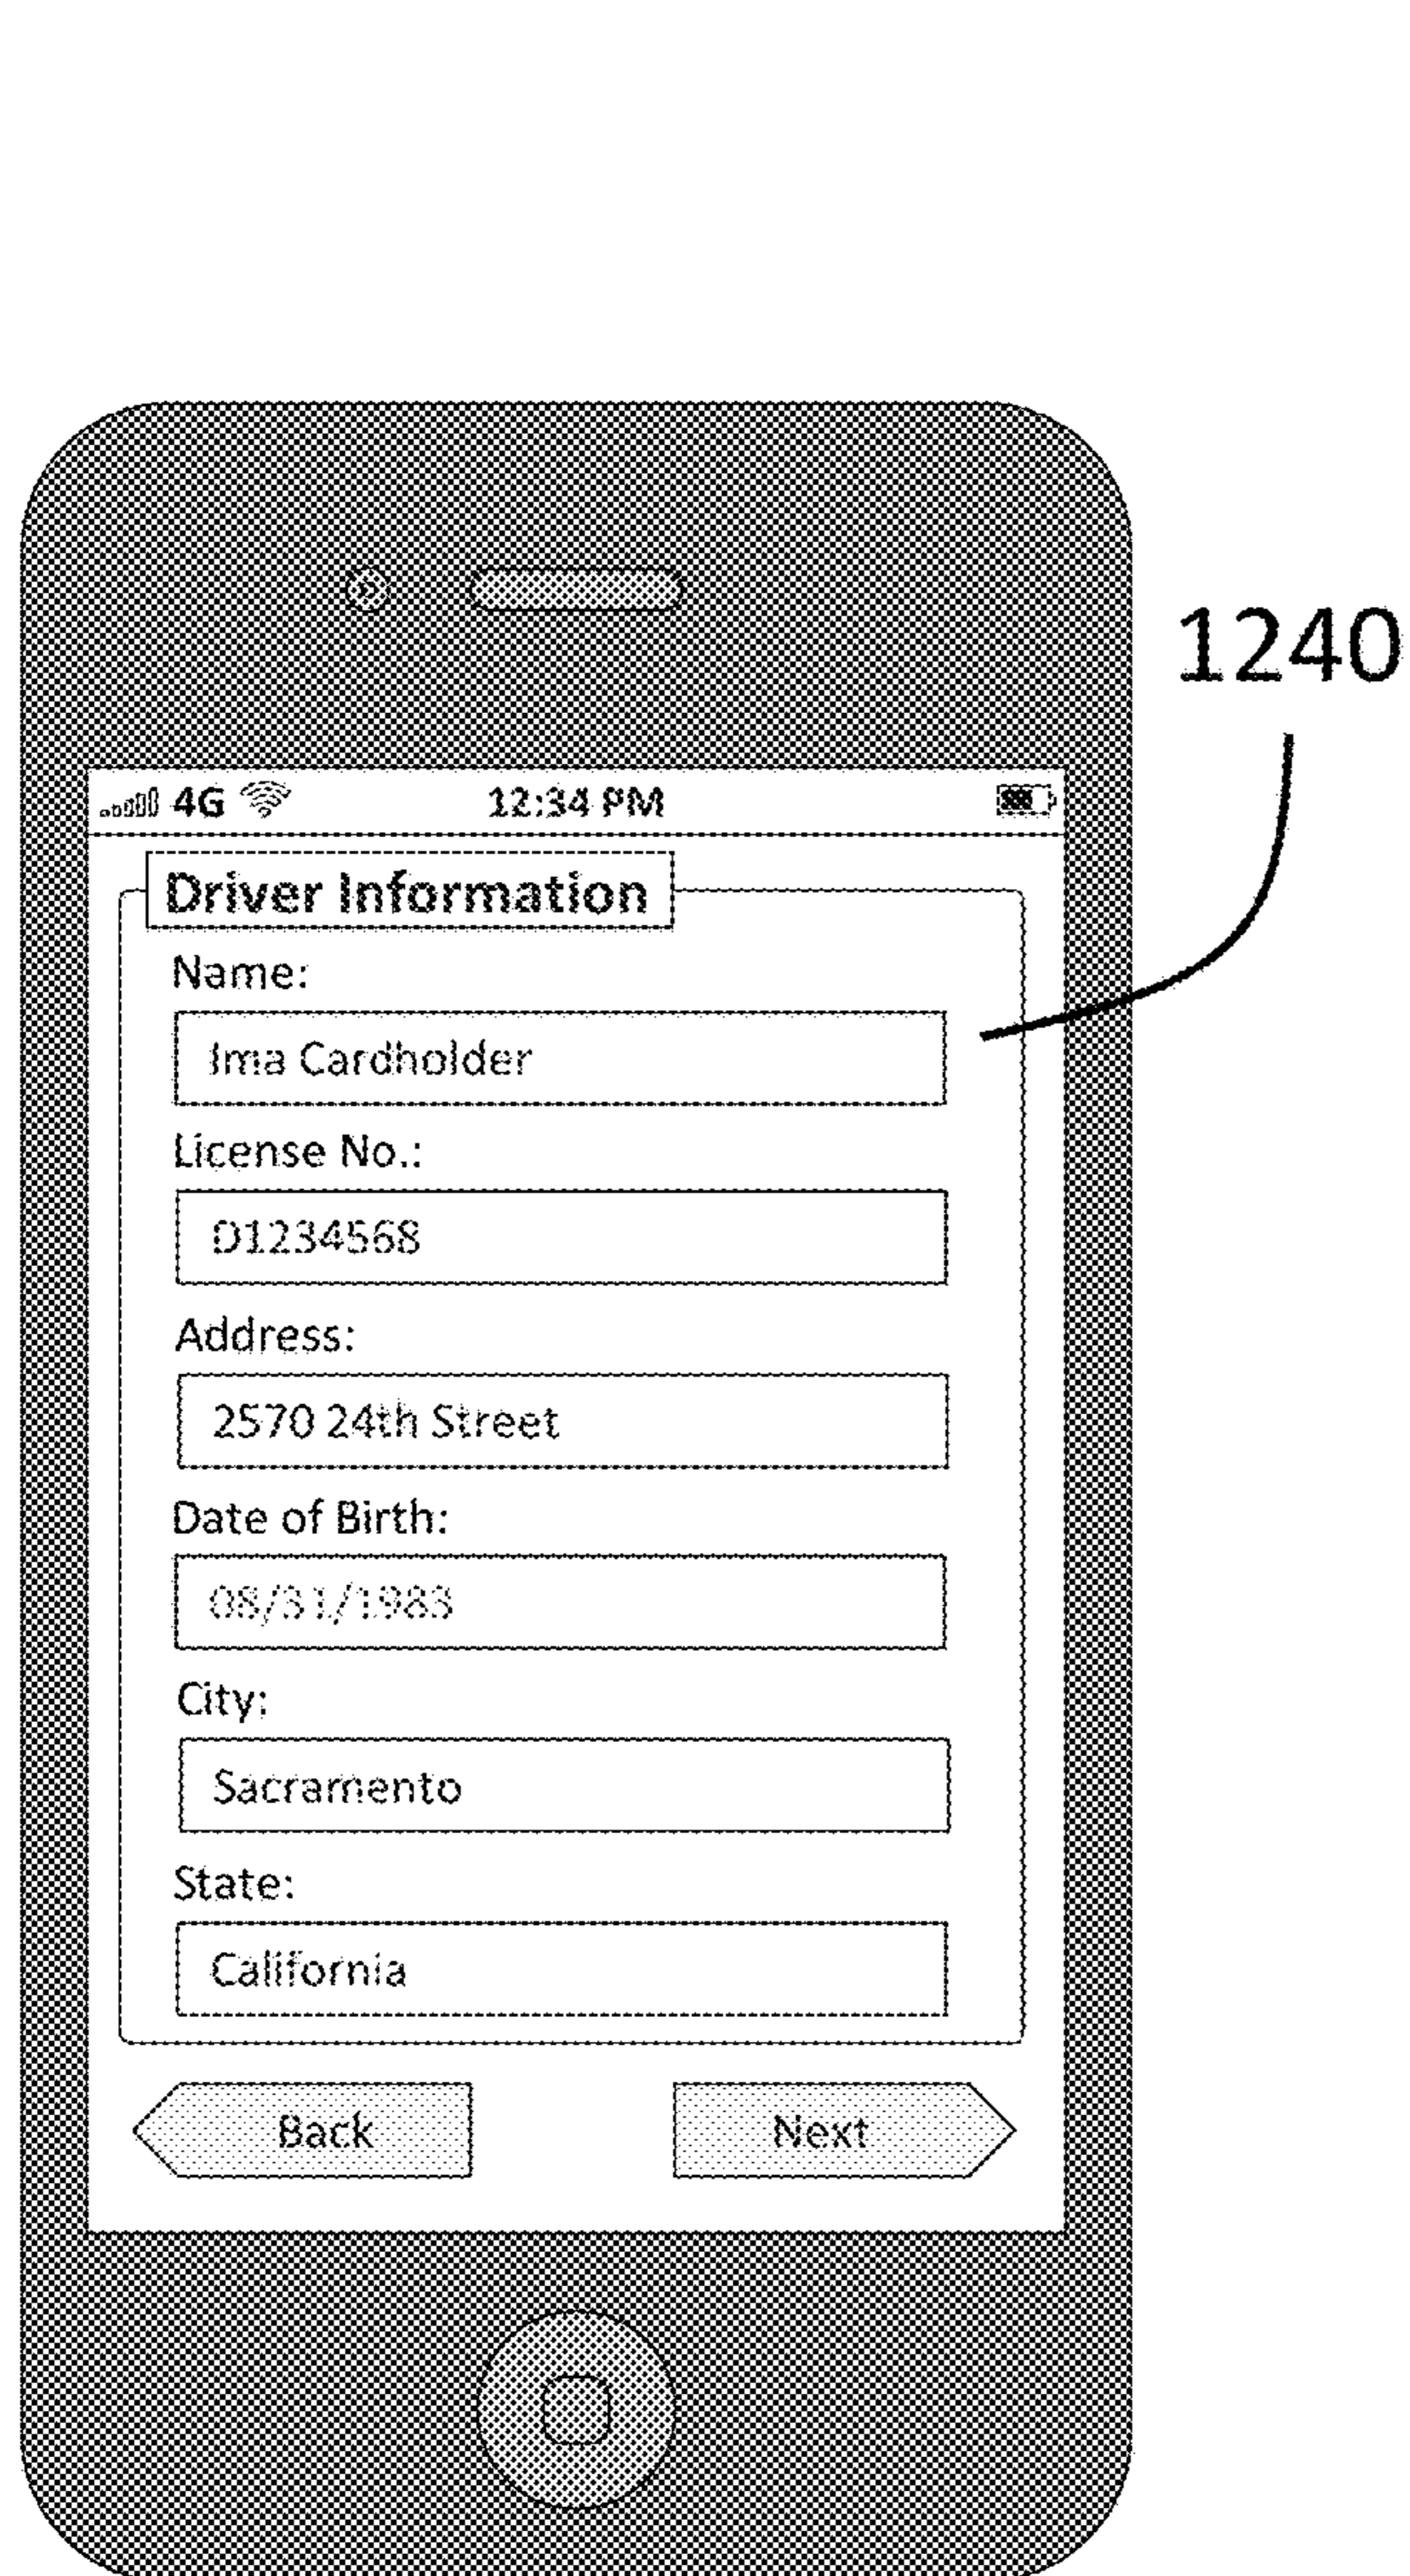 1240
4G 12:34 PM
Driver Information
Name:
Ima Cardholder
License No.:
D1234568
Address:
2570 24th Street
Date of Birth:
08/31/1983
City:
Sacramento
State:
California
Back Next